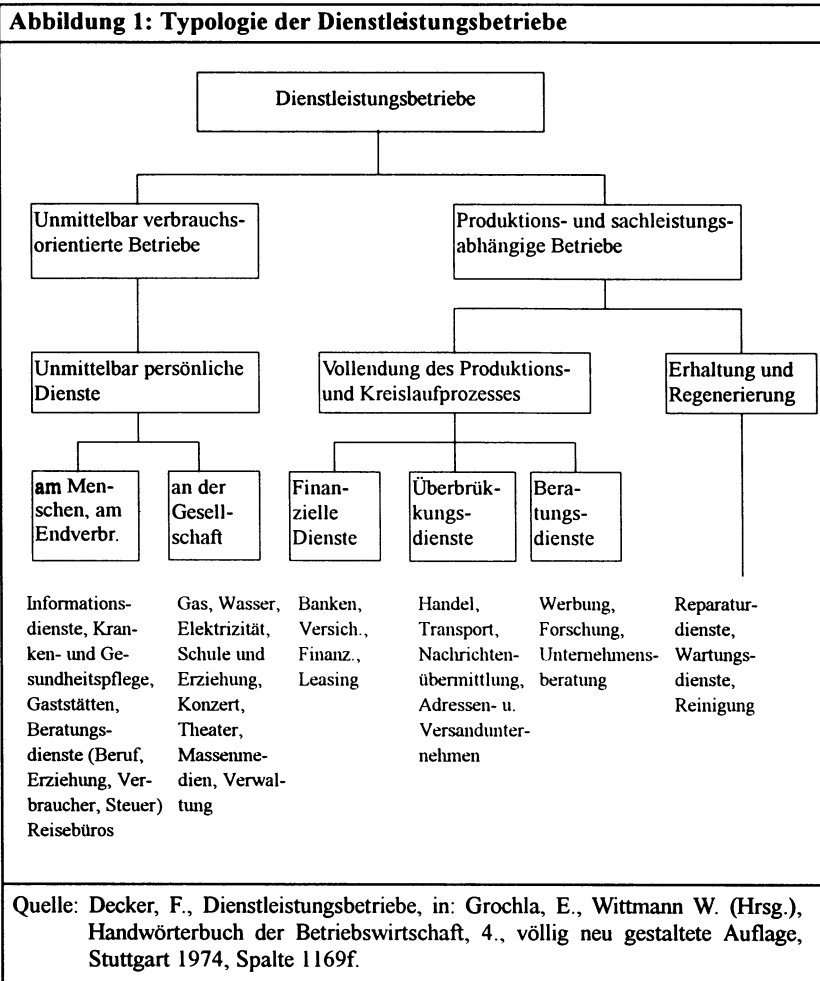 Abbildung 1: Typologie der Dienstleistungsbetriebe
Dienstleistungsbetriebe
Unmittelbar verbrauchs-
orientierte Betriebe
Produktions- und sachleistungs-
abhängige Betriebe
Unmittelbar persönliche
Dienste
Vollendung des Produktions-
und Kreislaufprozesses
Erhaltung und
Regenerierung
am Men-
schen, am
Endverbr.
an der
Gesell-
schaft
Finan-
zielle
Dienste
Überbrük-
kungs-
dienste
Bera-
tungs-
dienste
Informations-
dienste, Kran-
ken- und Ge-
sundheitspflege,
Gaststätten,
Beratungs-
dienste (Beruf,
Erziehung, Ver-
braucher, Steuer)
Reisebüros
Gas, Wasser,
Elektrizität,
Schule und
Erziehung,
Konzert,
Theater,
Massenme-
dien, Verwal-
tung
Banken,
Versich.,
Finanz.,
Leasing
Handel,
Transport,
Nachrichten-
übermittlung,
Adressen- u.
Versandunter-
nehmen
Werbung,
Forschung,
Unternehmens-
beratung
Reparatur-
dienste,
Wartungs-
dienste,
Reinigung
Quelle: Decker, F., Dienstleistungsbetriebe, in: Grochla, E., Wittmann W. (Hrsg.),
Handwörterbuch der Betriebswirtschaft, 4., völlig neu gestaltete Auflage,
Stuttgart 1974, Spalte 1169f.